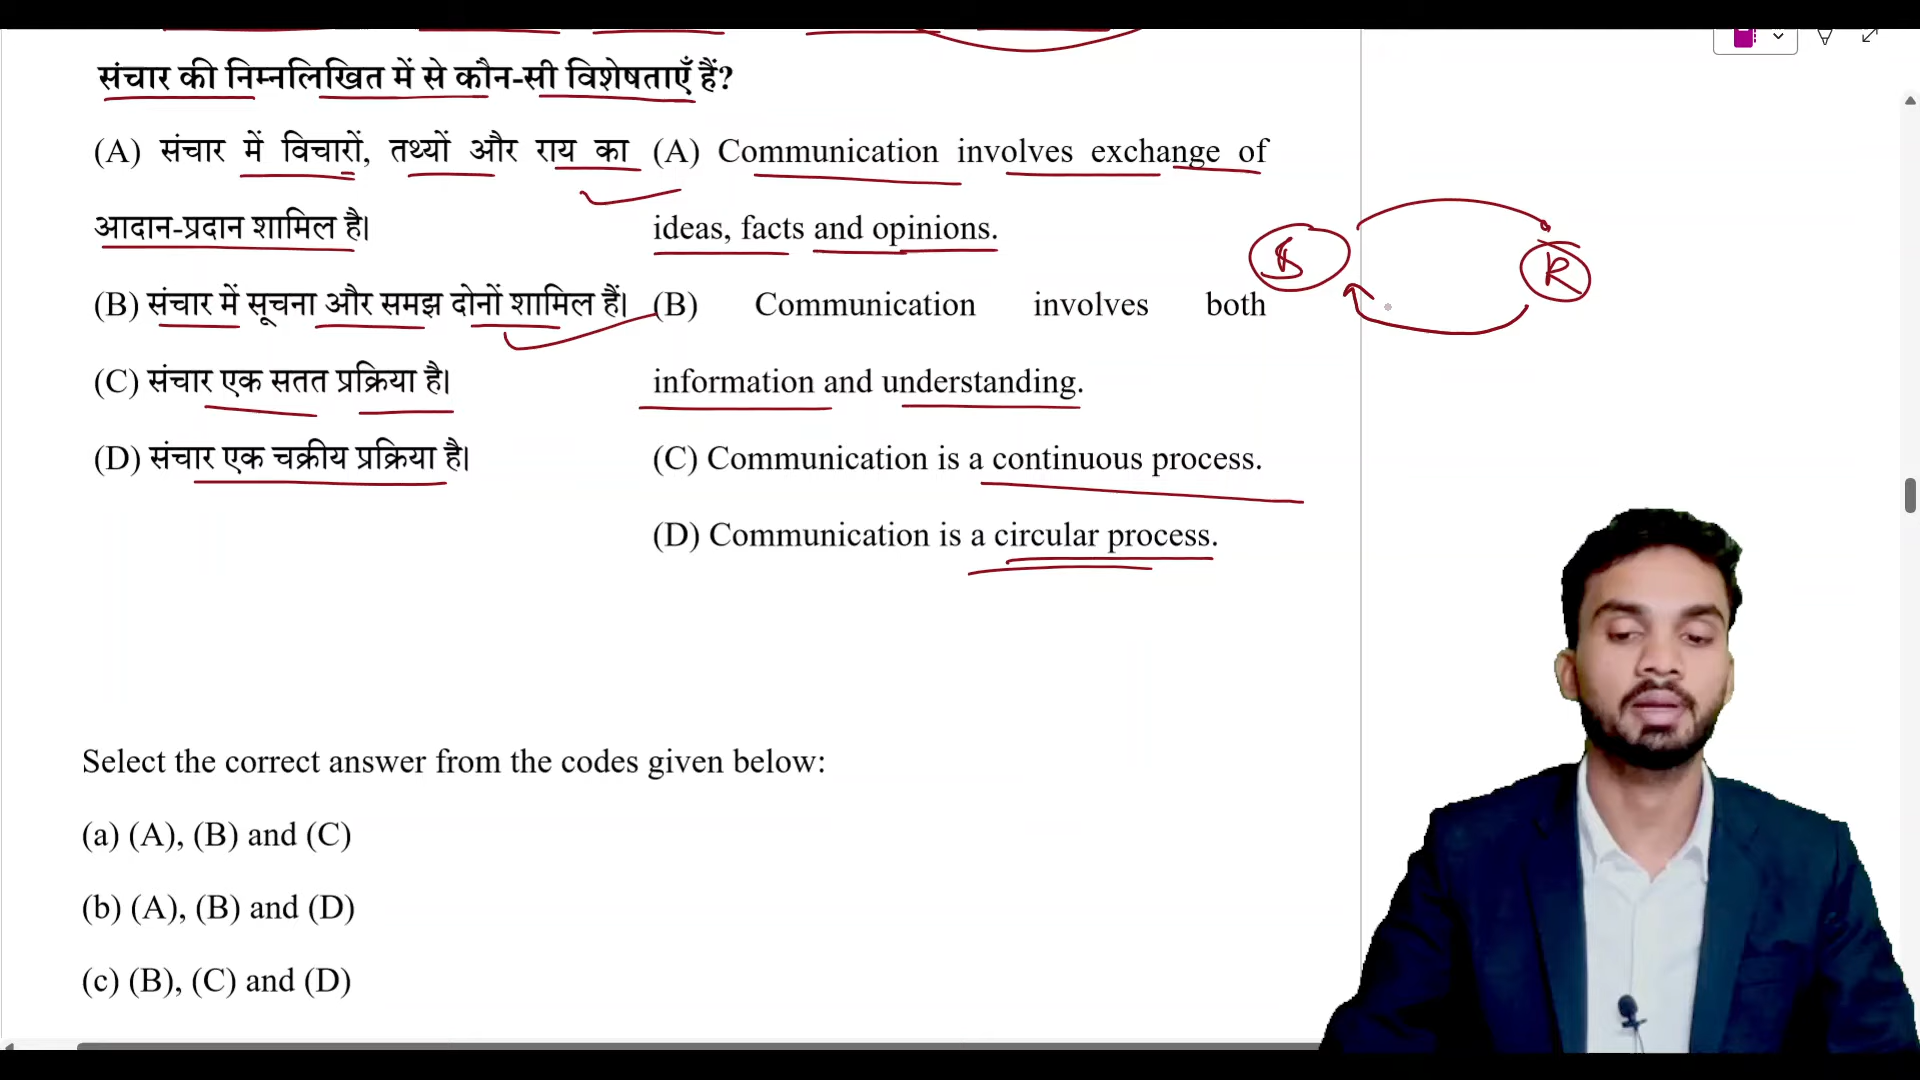 संचार की निम्नलिखित में से कौन-सी विशेषताएँ हैं?
(A) संचार में विचारों, तथ्यों और राय का
आदान-प्रदान शामिल है।
(B) संचार में सूचना और समझ दोनों शामिल हैं।
(C) संचार एक सतत प्रक्रिया है।
(D) संचार एक चक्रीय प्रक्रिया है।
(A) Communication involves exchange of
ideas, facts and opinions.
(B) Communication involves both
information and understanding.
(C) Communication is a continuous process.
(D) Communication is a circular process.
S
R
Select the correct answer from the codes given below:
(a) (A), (B) and (C)
(b) (A), (B) and (D)
(c) (B), (C) and (D)